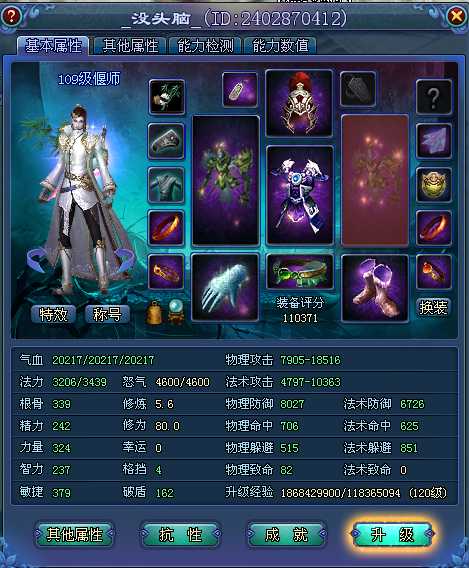 _没头脑_(ID:2402870412)
基本属性 其他属性 能力检测 能力数值
109级偃师
?
特效 称号
装备评分
110371
换装
气血 20217/20217/20217 物理攻击 7905-18516
法力 3206/3439 怒气 4600/4600 法术攻击 4797-10363
根骨 339 修炼 5.6 物理防御 8027 法术防御 6726
精力 242 修为 80.0 物理命中 706 法术命中 625
力量 324 幸运 0 物理躲避 515 法术躲避 851
智力 237 格挡 4 物理致命 82 法术致命 0
敏捷 379 破盾 162 升级经验 1868429900/118365094 (120级)
其他属性 抗性 成就 升级